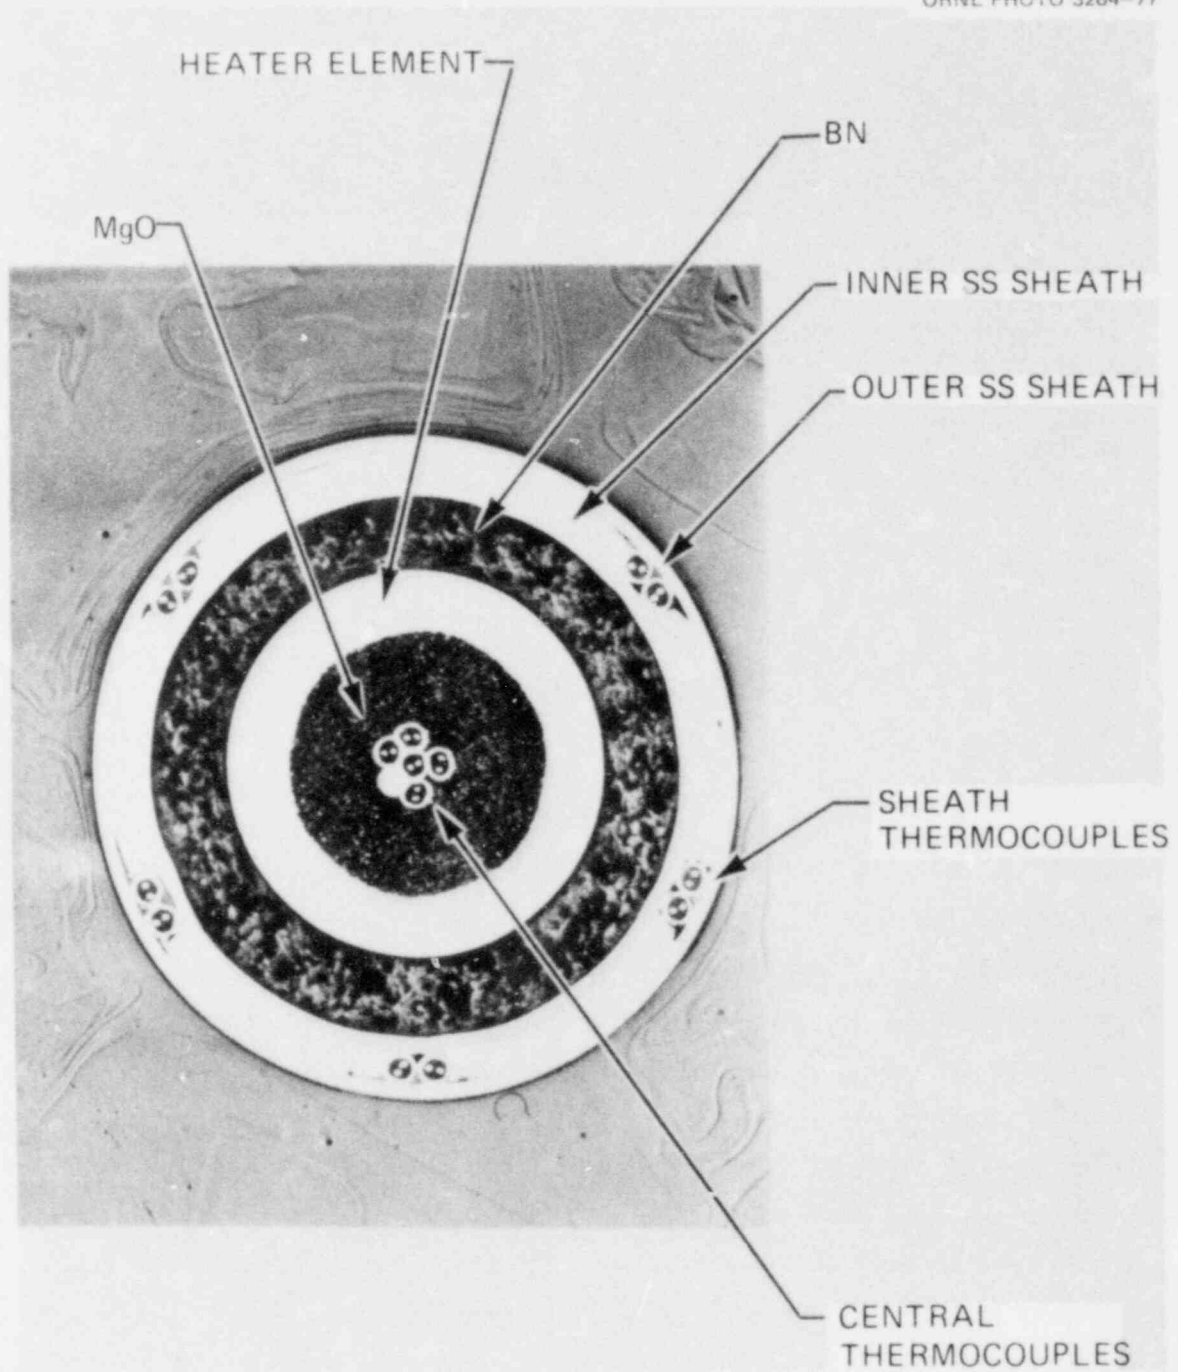 HEATER ELEMENT
BN
MgO
INNER SS SHEATH
OUTER SS SHEATH
SHEATH
THERMOCOUPLES
CENTRAL
THERMOCOUPLES